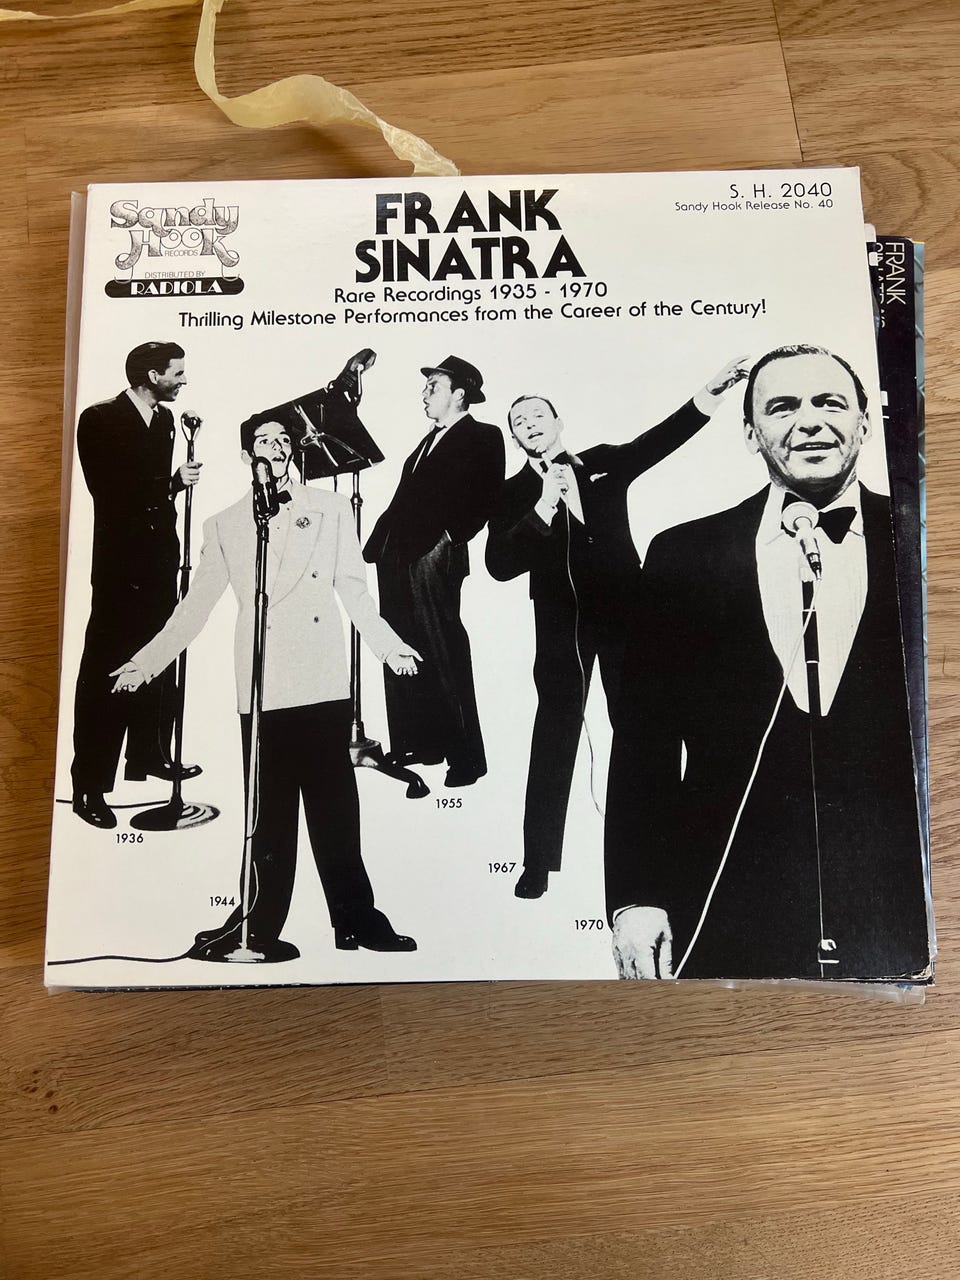 Sandy
Hook
RECORDS
DISTRIBUTED BY
RADIOLA
FRANK
SINATRA
Rare Recordings 1935 - 1970
Thrilling Milestone Performances from the Career of the Century!
S. H. 2040
Sandy Hook Release No. 40
1936
1944
1955
1967
1970
FRANK